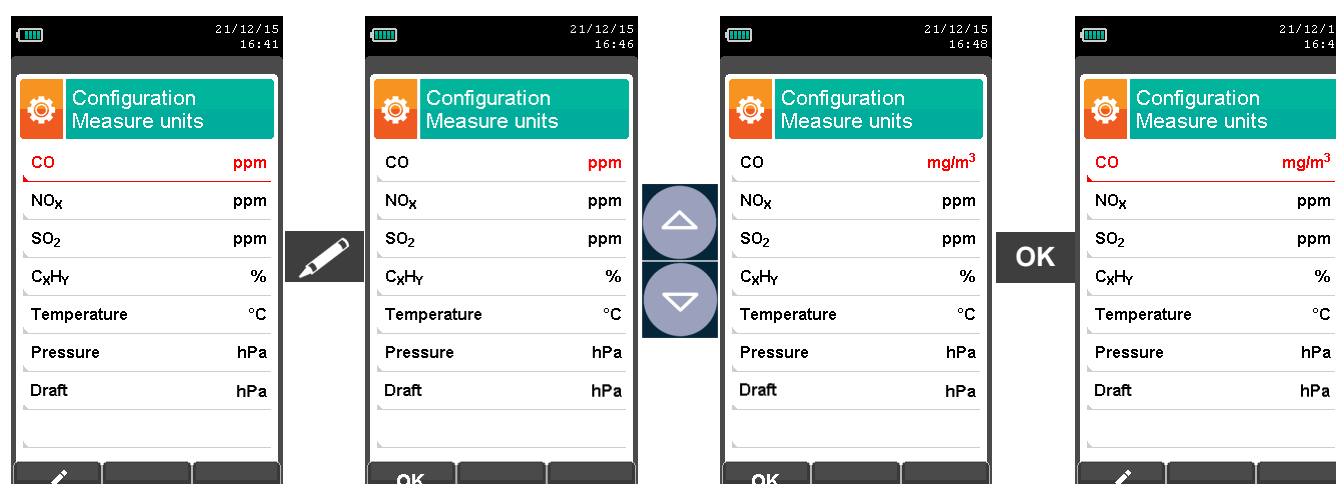 21/12/15
16:41
Configuration
Measure units
CO ppm
NOX ppm
SO2 ppm
CXHY %
Temperature °C
Pressure hPa
Draft hPa
21/12/15
16:46
Configuration
Measure units
CO ppm
NOX ppm
SO2 ppm
CXHY %
Temperature °C
Pressure hPa
Draft hPa
OK
21/12/15
16:48
Configuration
Measure units
CO mg/m³
NOX ppm
SO2 ppm
CXHY %
Temperature °C
Pressure hPa
Draft hPa
OK
OK
21/12/1
16:4
Configuration
Measure units
CO mg/m³
NOX ppm
SO2 ppm
CXHY %
Temperature °C
Pressure hPa
Draft hPa